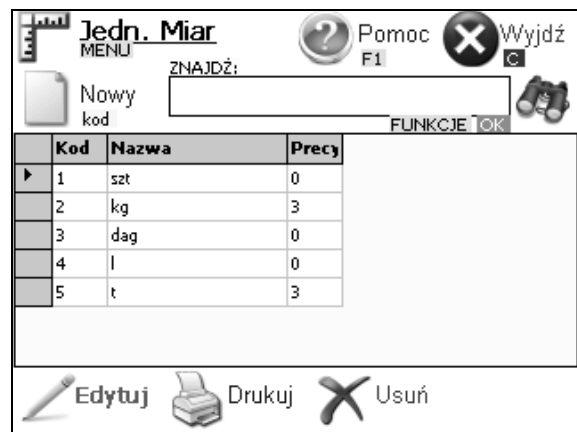 Jedn. Miar
MENU
Pomoc
F1
Wyjdź
C
ZNAJDŹ:
Nowy
kod
FUNKCJE OK
Kod Nazwa Precy
1 szt 0
2 kg 3
3 dag 0
4 l 0
5 t 3
Edytuj Drukuj Usuń